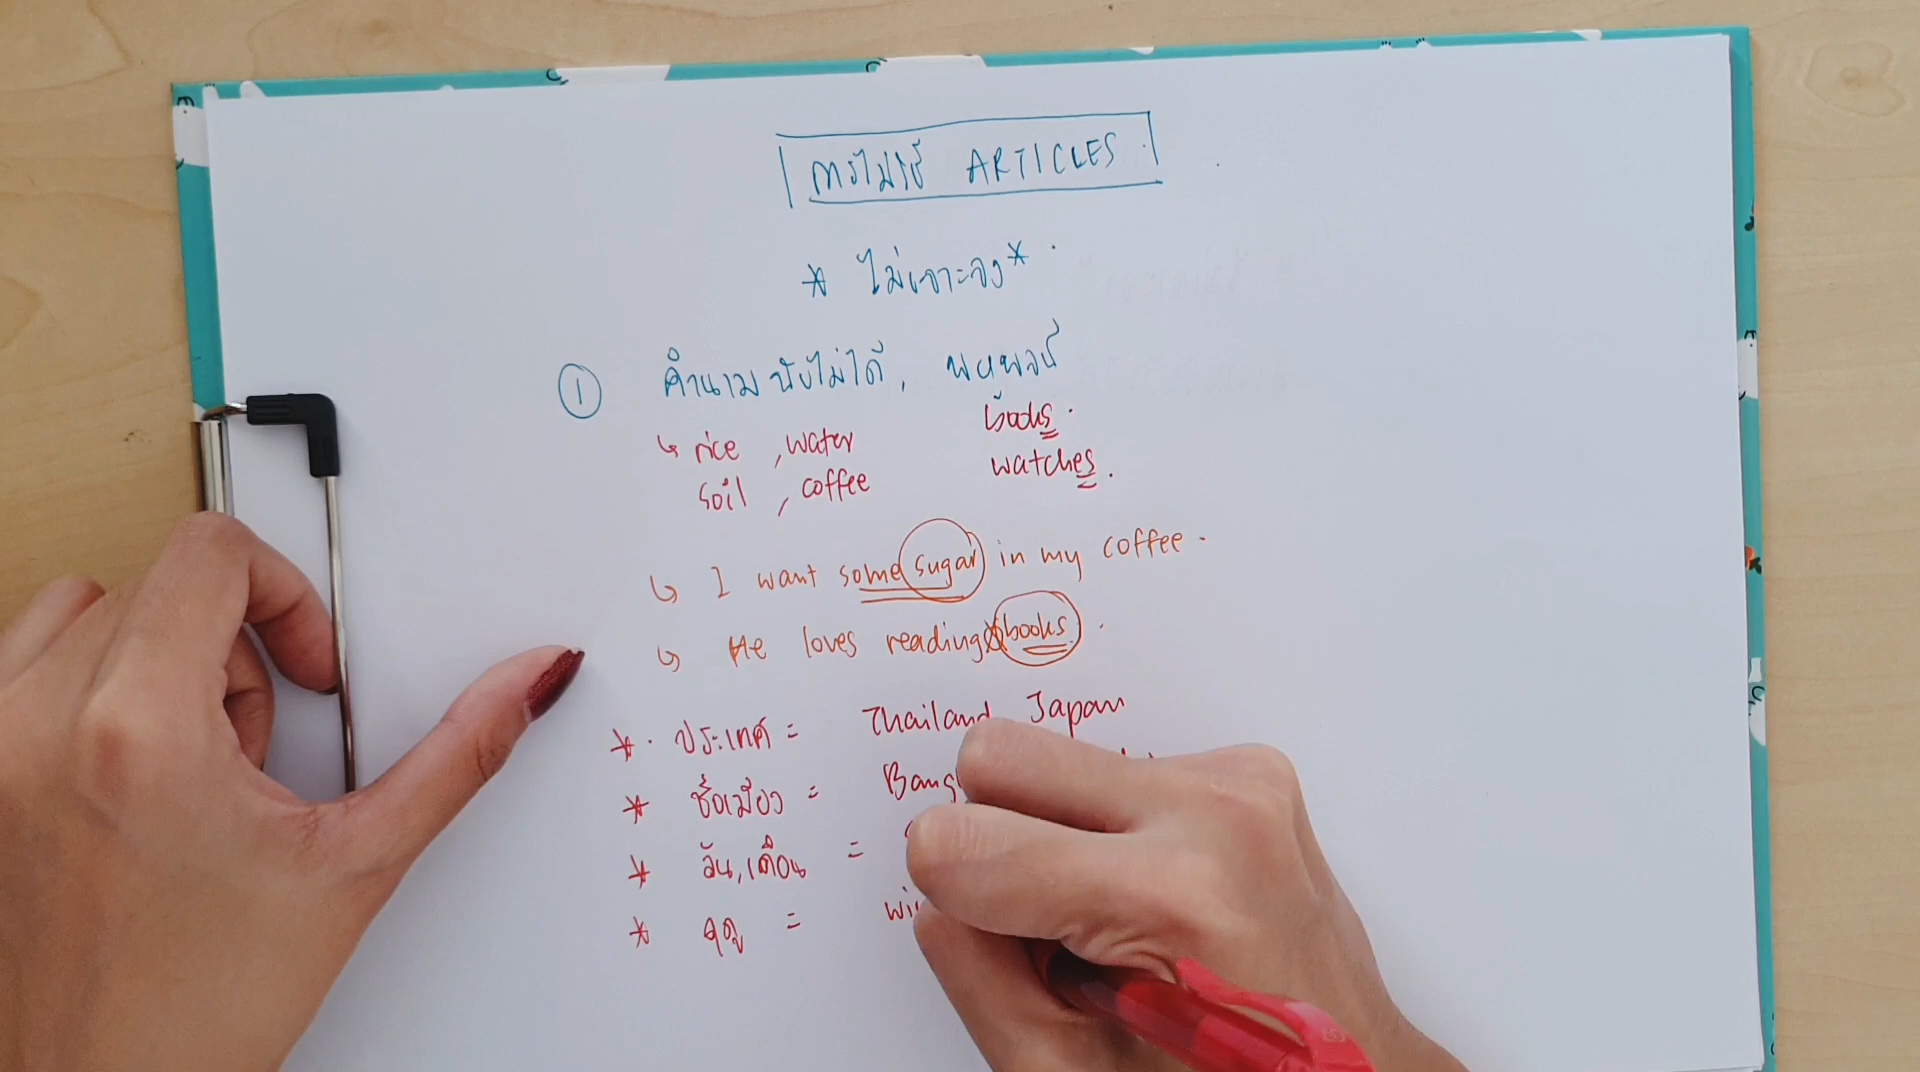 การไม่ใช้ ARTICLES
* ไม่เจาะจง *
① คำนามนับไม่ได้, พหูพจน์
↳ rice , water books.
soil , coffee watches.
↳ I want some sugar in my coffee.
↳ He loves reading books.
* ประเทศ = Thailand Japan
* ชื่อเมือง =
* วัน, เดือน =
* ฤดู =